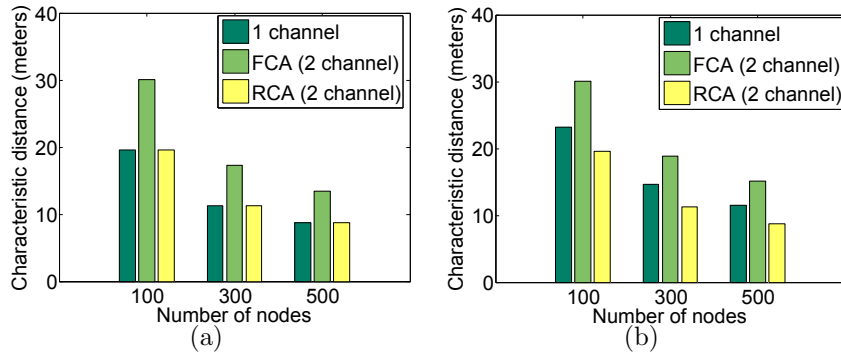 Characteristic distance (meters)
40
30
20
10
0
1 channel
FCA (2 channel)
RCA (2 channel)
100 300 500
Number of nodes
(a)
Characteristic distance (meters)
40
30
20
10
0
1 channel
FCA (2 channel)
RCA (2 channel)
100 300 500
Number of nodes
(b)